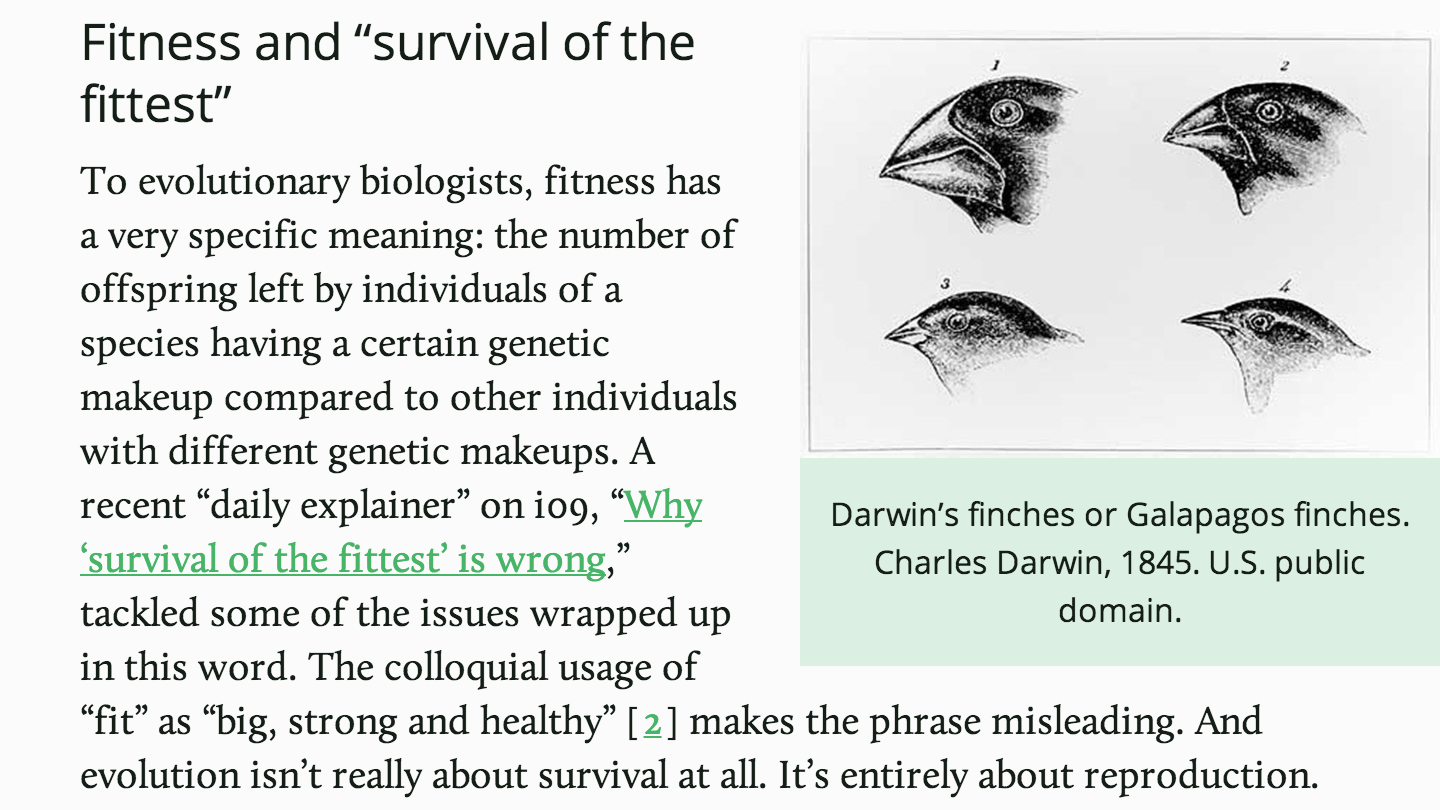 Fitness and “survival of the
fittest”
To evolutionary biologists, fitness has
a very specific meaning: the number of
offspring left by individuals of a
species having a certain genetic
makeup compared to other individuals
with different genetic makeups. A
recent “daily explainer” on io9, “Why
‘survival of the fittest’ is wrong,”
tackled some of the issues wrapped up
in this word. The colloquial usage of
“fit” as “big, strong and healthy” [2] makes the phrase misleading. And
evolution isn’t really about survival at all. It’s entirely about reproduction.
1
2
3
4
Darwin’s finches or Galapagos finches.
Charles Darwin, 1845. U.S. public
domain.